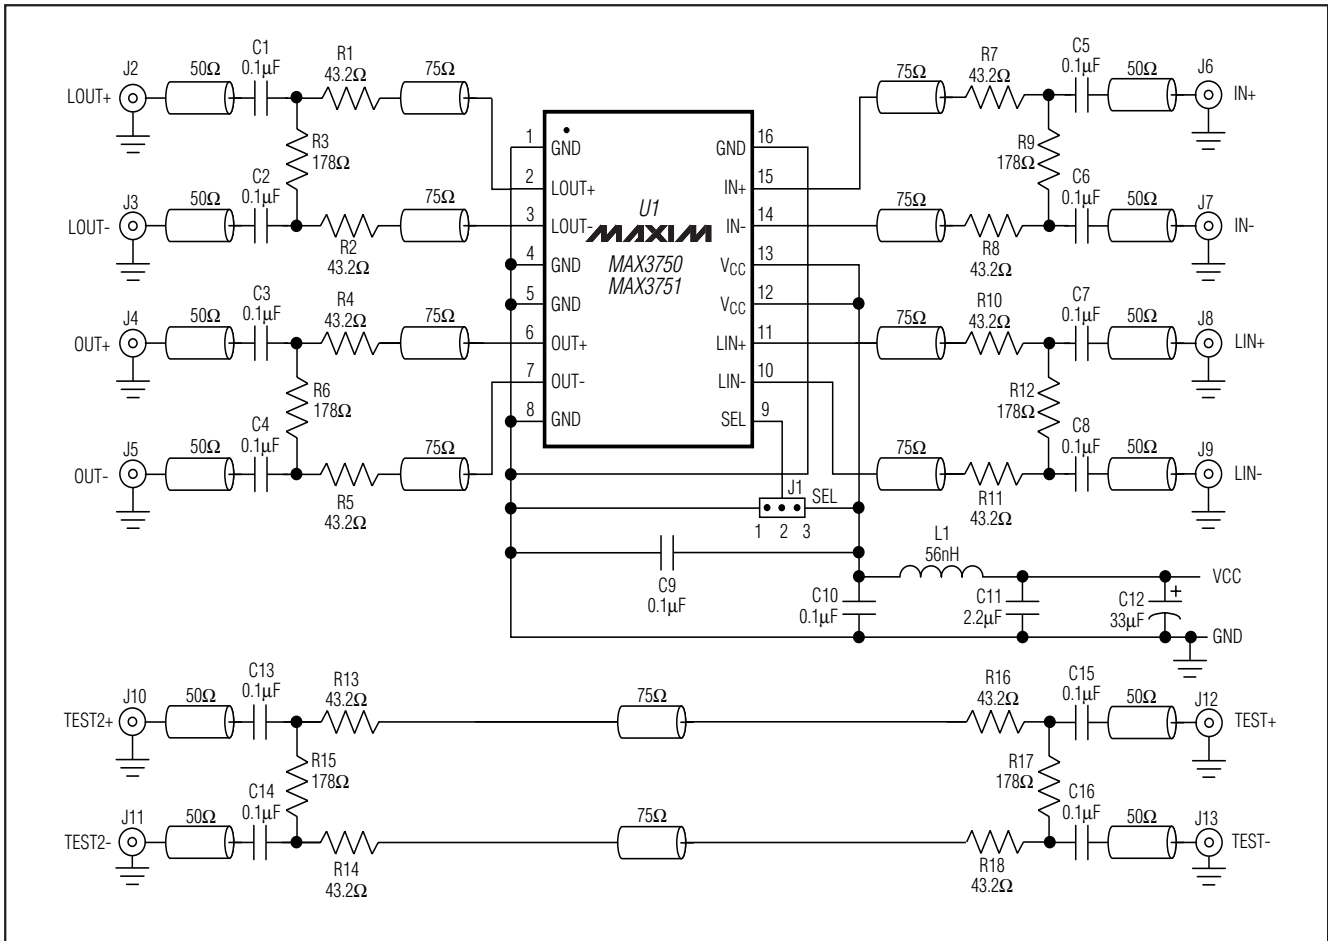 J2
LOUT+
50Ω
C1
0.1µF
R1
43.2Ω
75Ω
R3
178Ω
J3
LOUT-
50Ω
C2
0.1µF
R2
43.2Ω
75Ω
J4
OUT+
50Ω
C3
0.1µF
R4
43.2Ω
75Ω
R6
178Ω
J5
OUT-
50Ω
C4
0.1µF
R5
43.2Ω
75Ω
1 GND
2 LOUT+
3 LOUT-
4 GND
5 GND
6 OUT+
7 OUT-
8 GND
U1
MAXIM
MAX3750
MAX3751
GND 16
IN+ 15
IN- 14
VCC 13
VCC 12
LIN+ 11
LIN- 10
SEL 9
J1
SEL
1 2 3
75Ω
R7
43.2Ω
C5
0.1µF
50Ω
J6
IN+
R9
178Ω
75Ω
R8
43.2Ω
C6
0.1µF
50Ω
J7
IN-
75Ω
R10
43.2Ω
C7
0.1µF
50Ω
J8
LIN+
R12
178Ω
75Ω
R11
43.2Ω
C8
0.1µF
50Ω
J9
LIN-
C9
0.1µF
L1
56nH
VCC
C10
0.1µF
C11
2.2µF
C12
33µF
+
GND
J10
TEST2+
50Ω
C13
0.1µF
R13
43.2Ω
75Ω
R16
43.2Ω
C15
0.1µF
50Ω
J12
TEST+
R15
178Ω
R17
178Ω
J11
TEST2-
50Ω
C14
0.1µF
R14
43.2Ω
75Ω
R18
43.2Ω
C16
0.1µF
50Ω
J13
TEST-